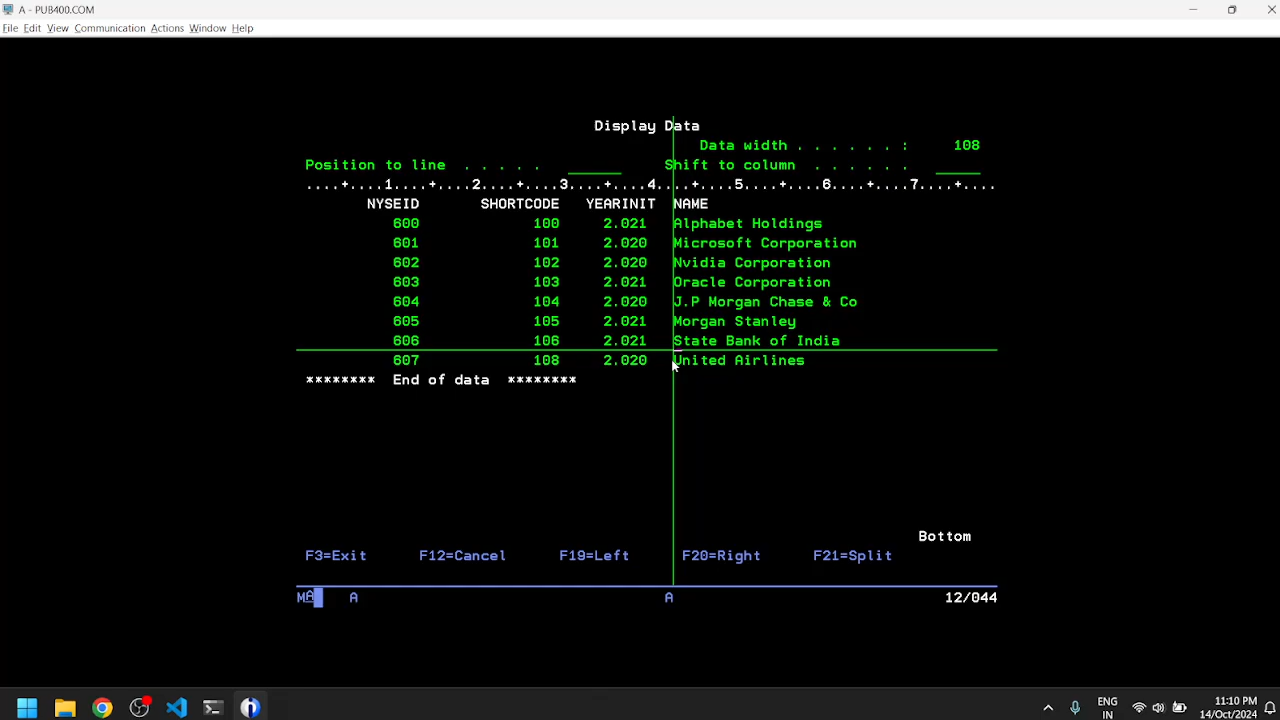 A - PUB400.COM
File Edit View Communication Actions Window Help
Display Data
Data width . . . . . . : 108
Position to line . . . . . Shift to column . . . . . .
....+....1....+....2....+....3....+....4....+....5....+....6....+....7....+....
NYSEID SHORTCODE YEARINIT NAME
600 100 2.021 Alphabet Holdings
601 101 2.020 Microsoft Corporation
602 102 2.020 Nvidia Corporation
603 103 2.021 Oracle Corporation
604 104 2.020 J.P Morgan Chase & Co
605 105 2.021 Morgan Stanley
606 106 2.021 State Bank of India
607 108 2.020 United Airlines
******** End of data ********
Bottom
F3=Exit F12=Cancel F19=Left F20=Right F21=Split
MA A A 12/044
ENG
IN
11:10 PM
14/Oct/2024